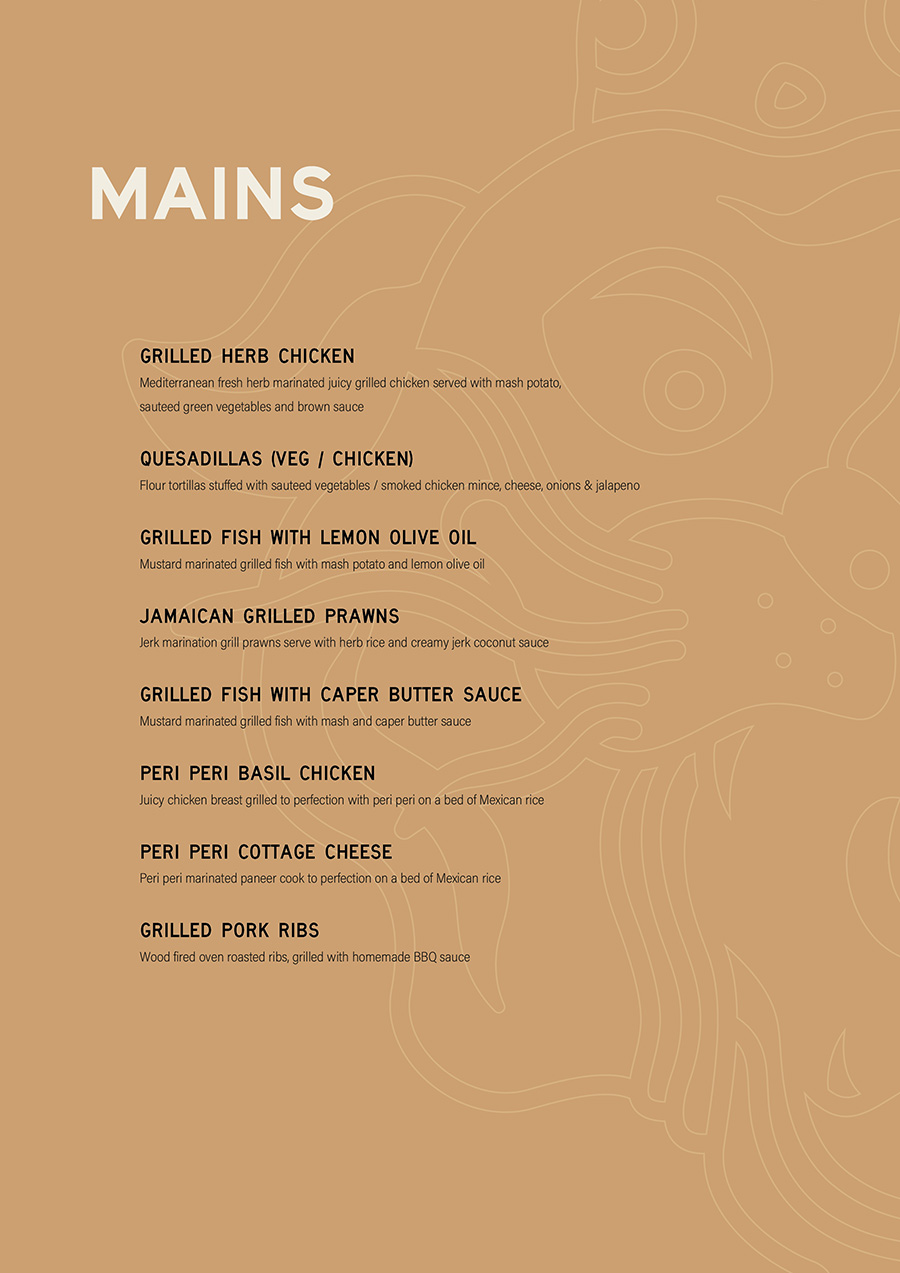 MAINS
GRILLED HERB CHICKEN
Mediterranean fresh herb marinated juicy grilled chicken served with mash potato,
sauteed green vegetables and brown sauce
QUESADILLAS (VEG / CHICKEN)
Flour tortillas stuffed with sauteed vegetables / smoked chicken mince, cheese, onions & jalapeno
GRILLED FISH WITH LEMON OLIVE OIL
Mustard marinated grilled fish with mash potato and lemon olive oil
JAMAICAN GRILLED PRAWNS
Jerk marination grill prawns serve with herb rice and creamy jerk coconut sauce
GRILLED FISH WITH CAPER BUTTER SAUCE
Mustard marinated grilled fish with mash and caper butter sauce
PERI PERI BASIL CHICKEN
Juicy chicken breast grilled to perfection with peri peri on a bed of Mexican rice
PERI PERI COTTAGE CHEESE
Peri peri marinated paneer cook to perfection on a bed of Mexican rice
GRILLED PORK RIBS
Wood fired oven roasted ribs, grilled with homemade BBQ sauce